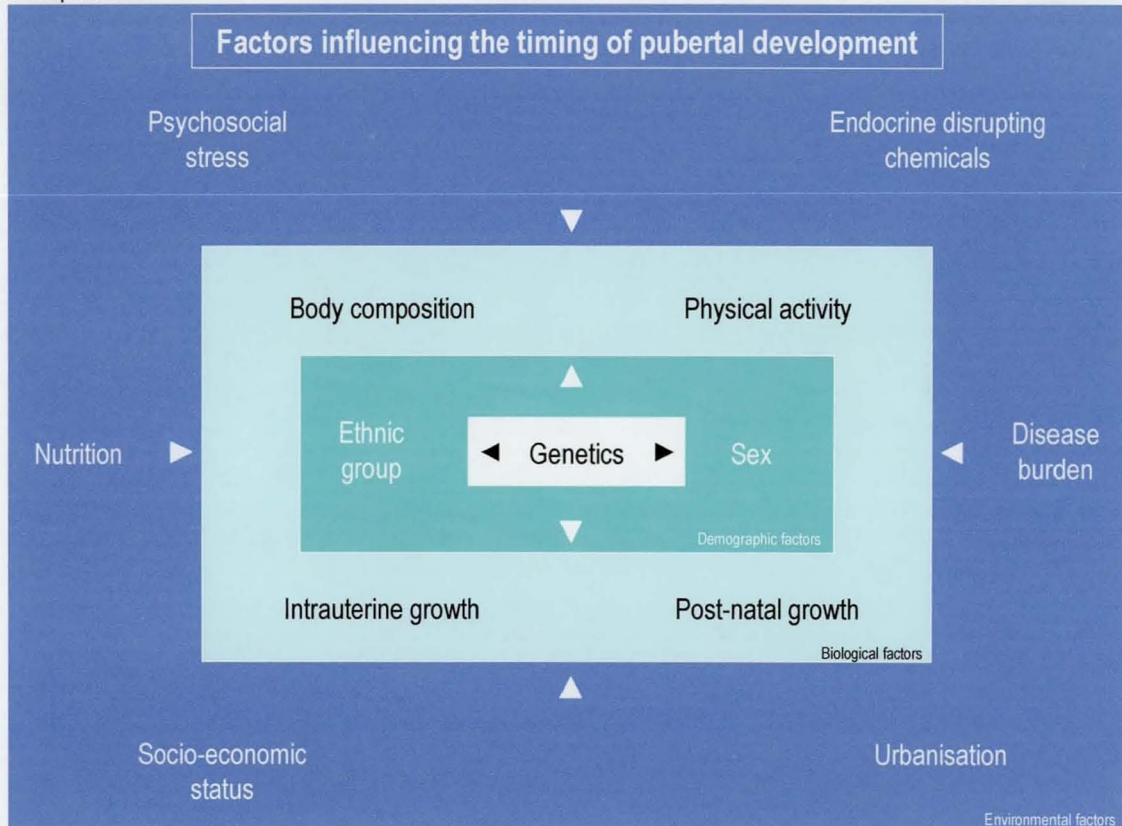 Factors influencing the timing of pubertal development
Psychosocial
stress
Endocrine disrupting
chemicals
Body composition
Physical activity
Nutrition
Ethnic
group
Genetics
Sex
Disease
burden
Demographic factors
Intrauterine growth
Post-natal growth
Biological factors
Socio-economic
status
Urbanisation
Environmental factors